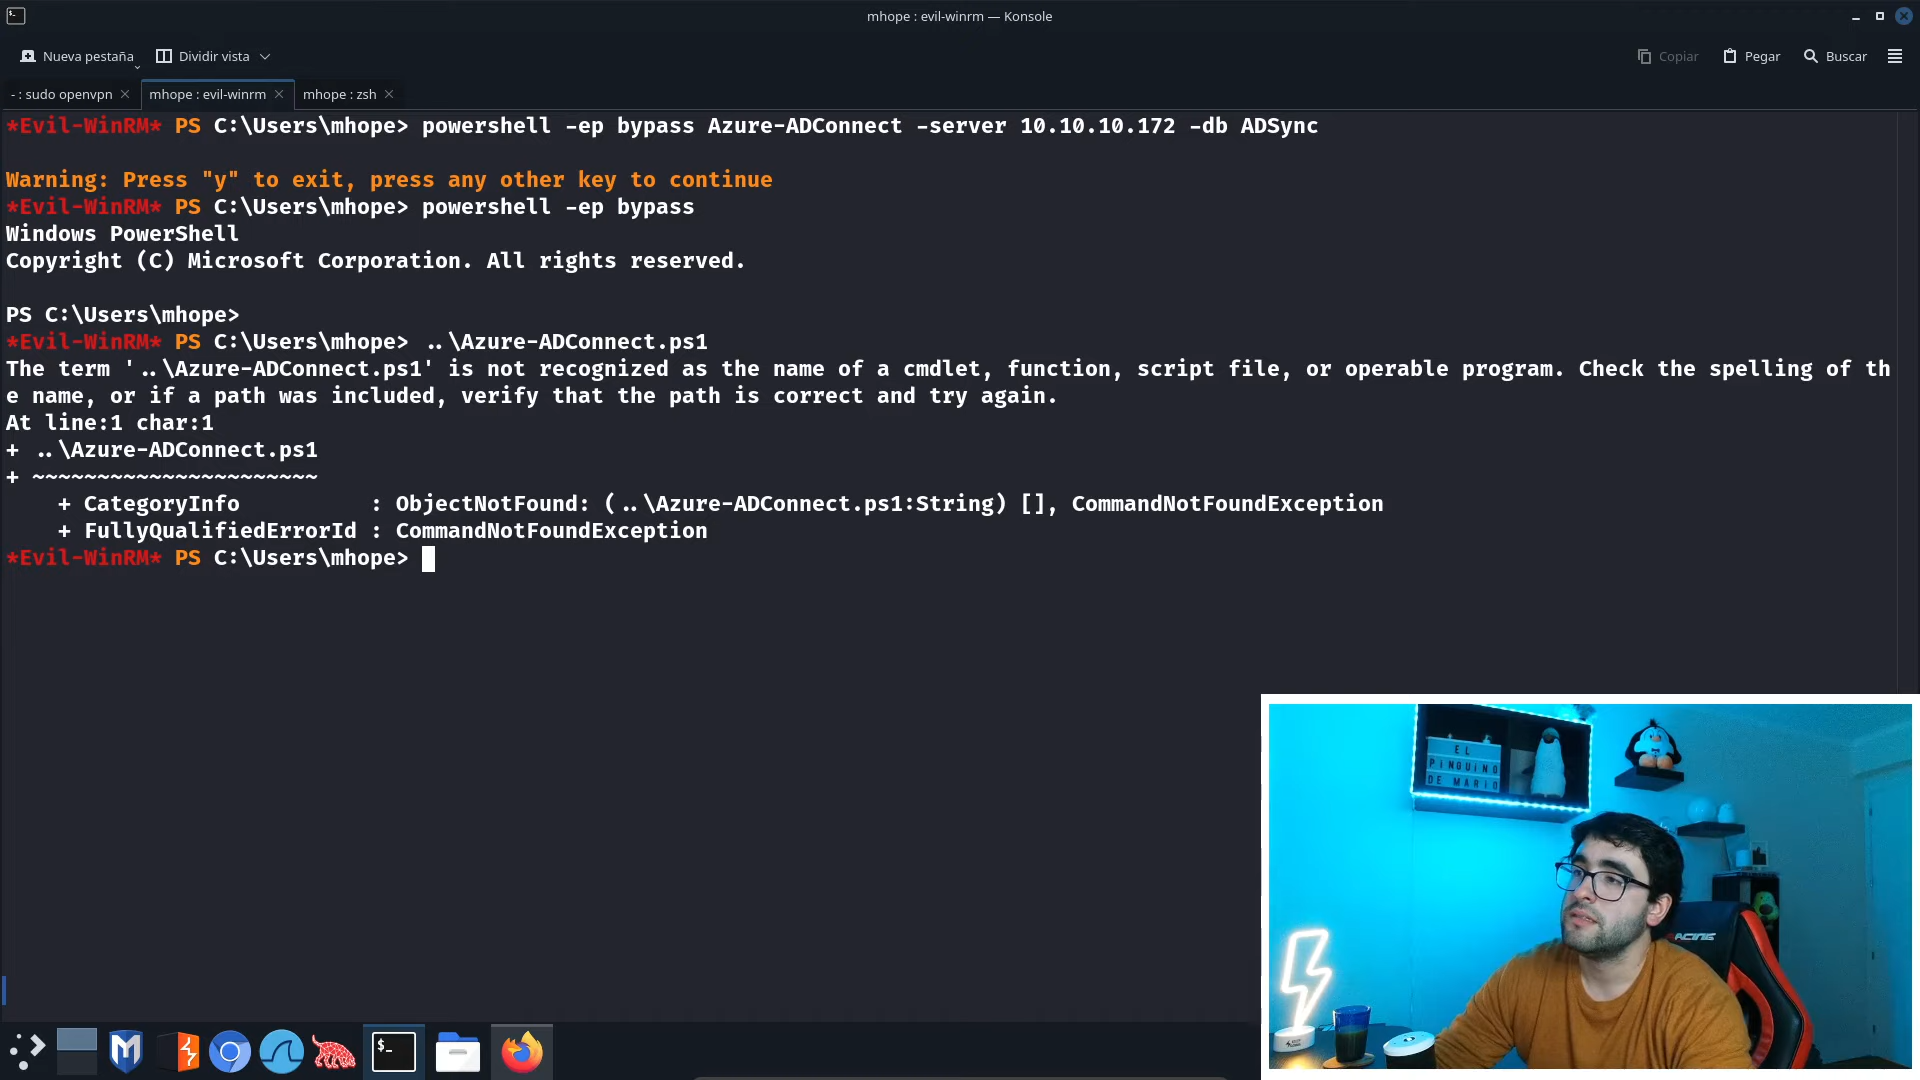 mhope : evil-winrm — Konsole
Nueva pestaña
Dividir vista
Copiar
Pegar
Buscar
- : sudo openvpn
mhope : evil-winrm
mhope : zsh
*Evil-WinRM* PS C:\Users\mhope> powershell -ep bypass Azure-ADConnect -server 10.10.10.172 -db ADSync
Warning: Press "y" to exit, press any other key to continue
*Evil-WinRM* PS C:\Users\mhope> powershell -ep bypass
Windows PowerShell
Copyright (C) Microsoft Corporation. All rights reserved.
PS C:\Users\mhope>
*Evil-WinRM* PS C:\Users\mhope> ..\Azure-ADConnect.ps1
The term '..\Azure-ADConnect.ps1' is not recognized as the name of a cmdlet, function, script file, or operable program. Check the spelling of th
e name, or if a path was included, verify that the path is correct and try again.
At line:1 char:1
+ ..\Azure-ADConnect.ps1
+ ~~~~~~~~~~~~~~~~~~~~~~
+ CategoryInfo : ObjectNotFound: (..\Azure-ADConnect.ps1:String) [], CommandNotFoundException
+ FullyQualifiedErrorId : CommandNotFoundException
*Evil-WinRM* PS C:\Users\mhope>
EL
PINGUINO
DE MARIO
RACING